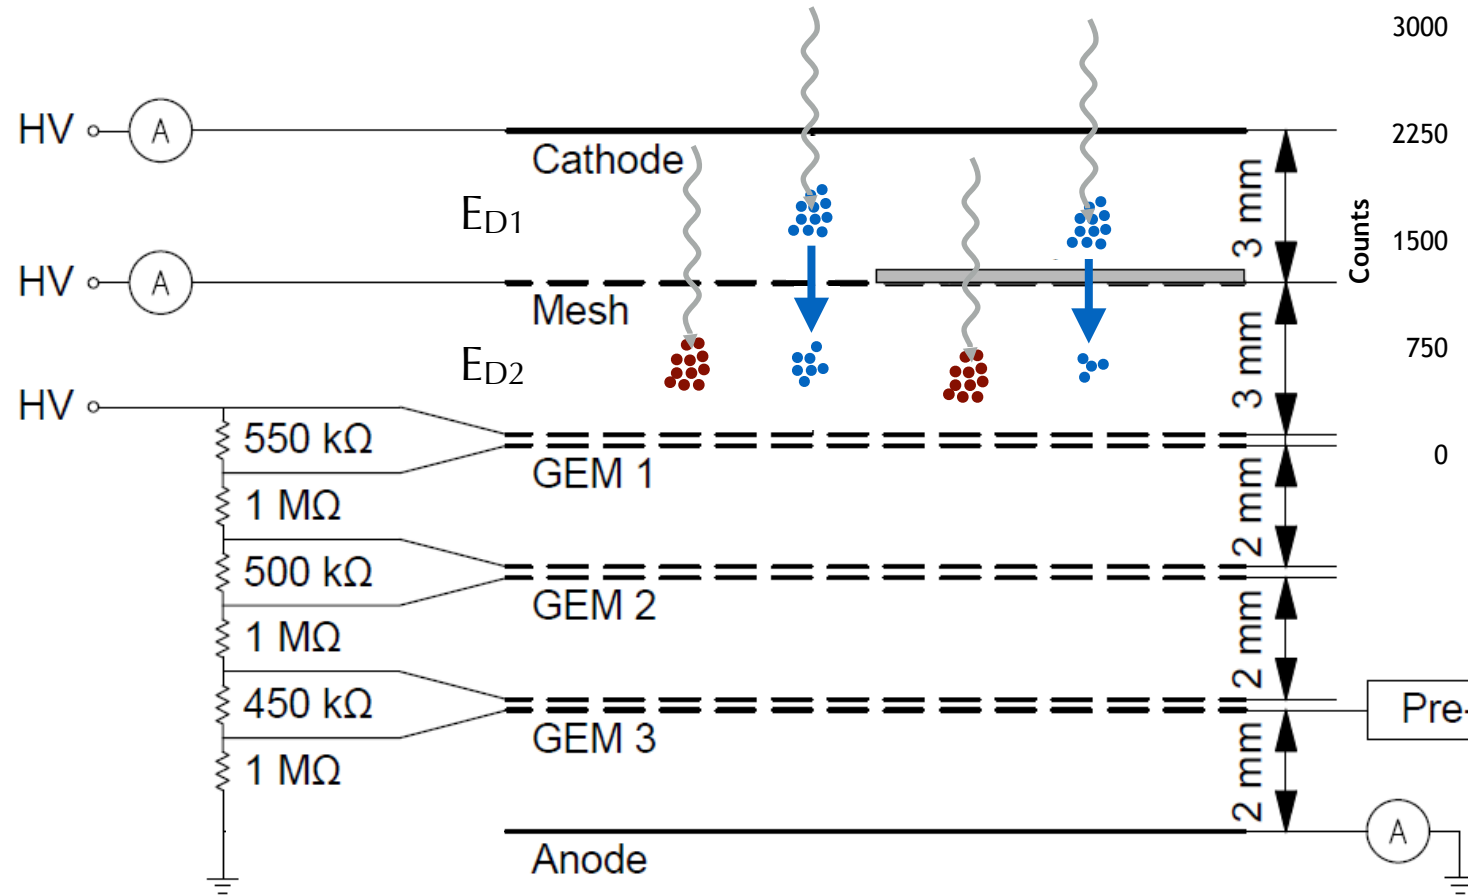 3000
HV
A
2250
Cathode
3 mm
E_D1
Counts
1500
HV
A
Mesh
3 mm
E_D2
750
HV
550 kΩ
0
GEM 1
1 MΩ
2 mm
500 kΩ
GEM 2
1 MΩ
2 mm
450 kΩ
Pre-
GEM 3
1 MΩ
2 mm
A
Anode